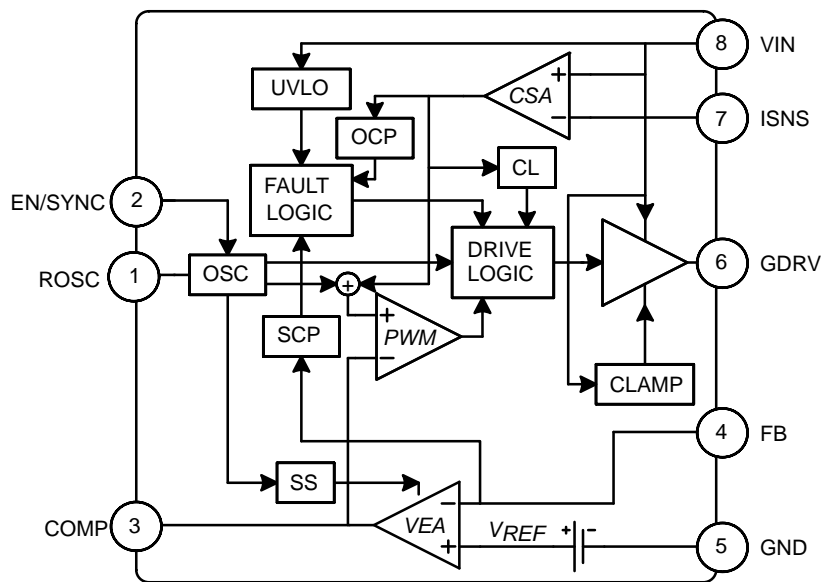 8 VIN
UVLO
+
CSA
−
OCP
7 ISNS
CL
EN/SYNC 2
FAULT
LOGIC
DRIVE
LOGIC
ROSC 1
OSC
+
6 GDRV
SCP
+
PWM
−
CLAMP
4 FB
SS
−
VEA
+
COMP 3
VREF
+ −
5 GND